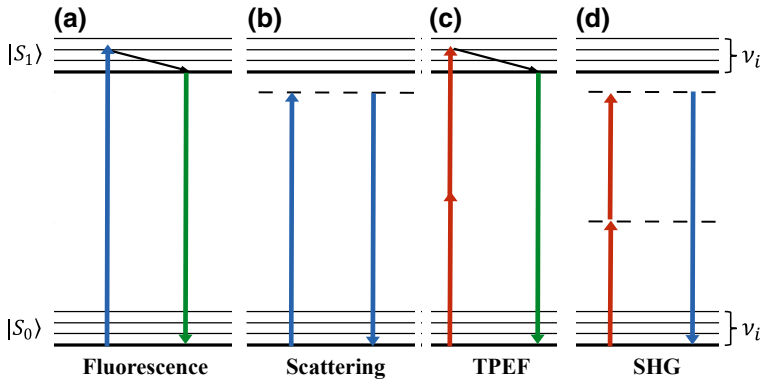 (a) (b) (c) (d)
|S₁⟩ νᵢ
|S₀⟩ νᵢ
Fluorescence Scattering TPEF SHG